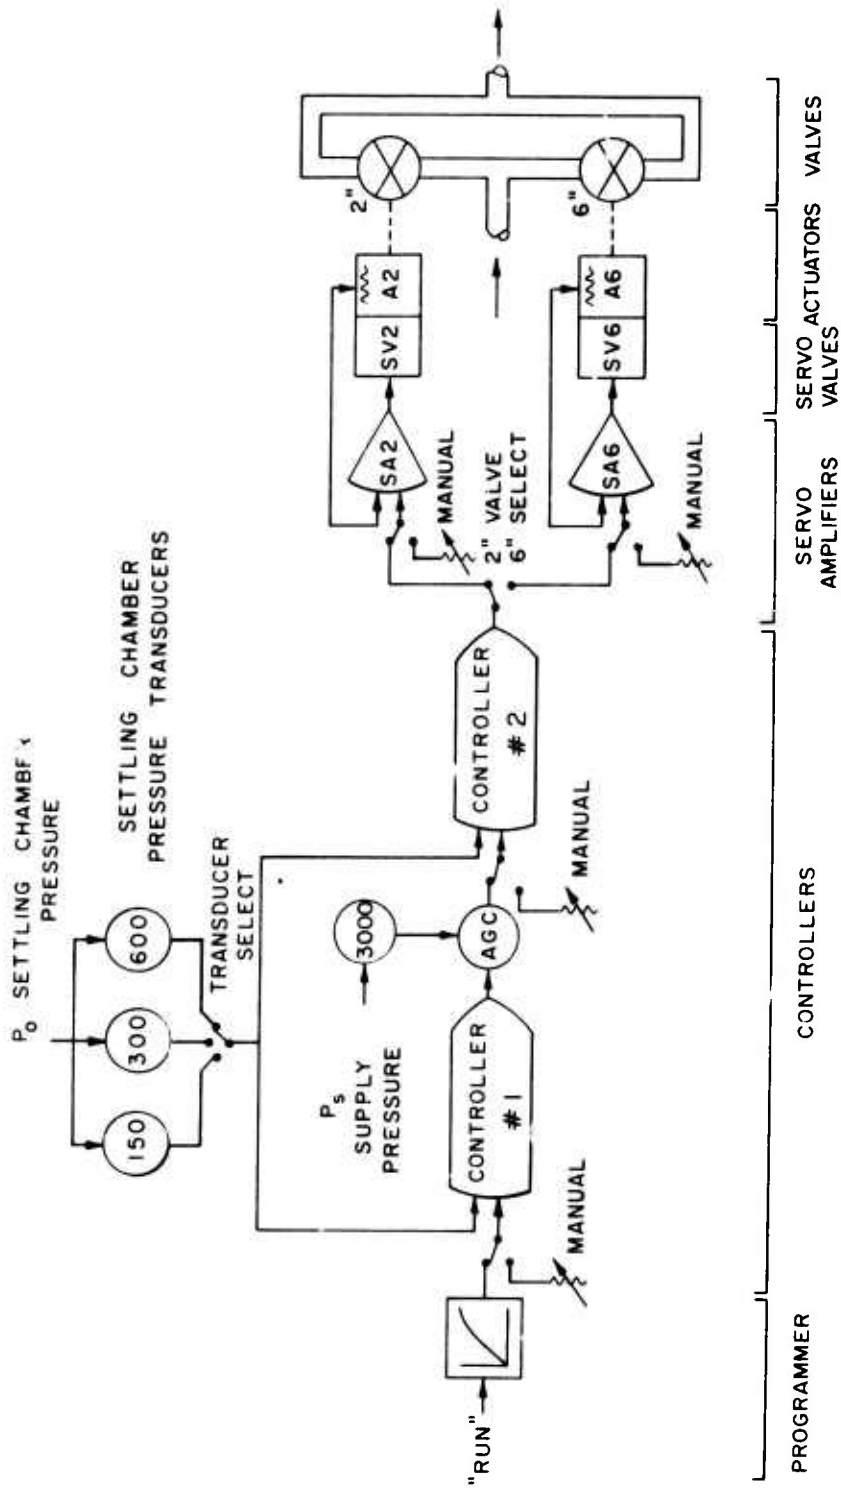 P₀ SETTLING CHAMBER
PRESSURE
SETTLING CHAMBER
PRESSURE TRANSDUCERS
150
300
600
TRANSDUCER
SELECT
Pₛ
SUPPLY
PRESSURE
3000
"RUN"
MANUAL
CONTROLLER
#1
AGC
MANUAL
CONTROLLER
#2
2" VALVE
6" SELECT
MANUAL
SA2
SV2
A2
2"
MANUAL
SA6
SV6
A6
6"
PROGRAMMER
CONTROLLERS
SERVO
AMPLIFIERS
SERVO
VALVES
ACTUATORS
VALVES